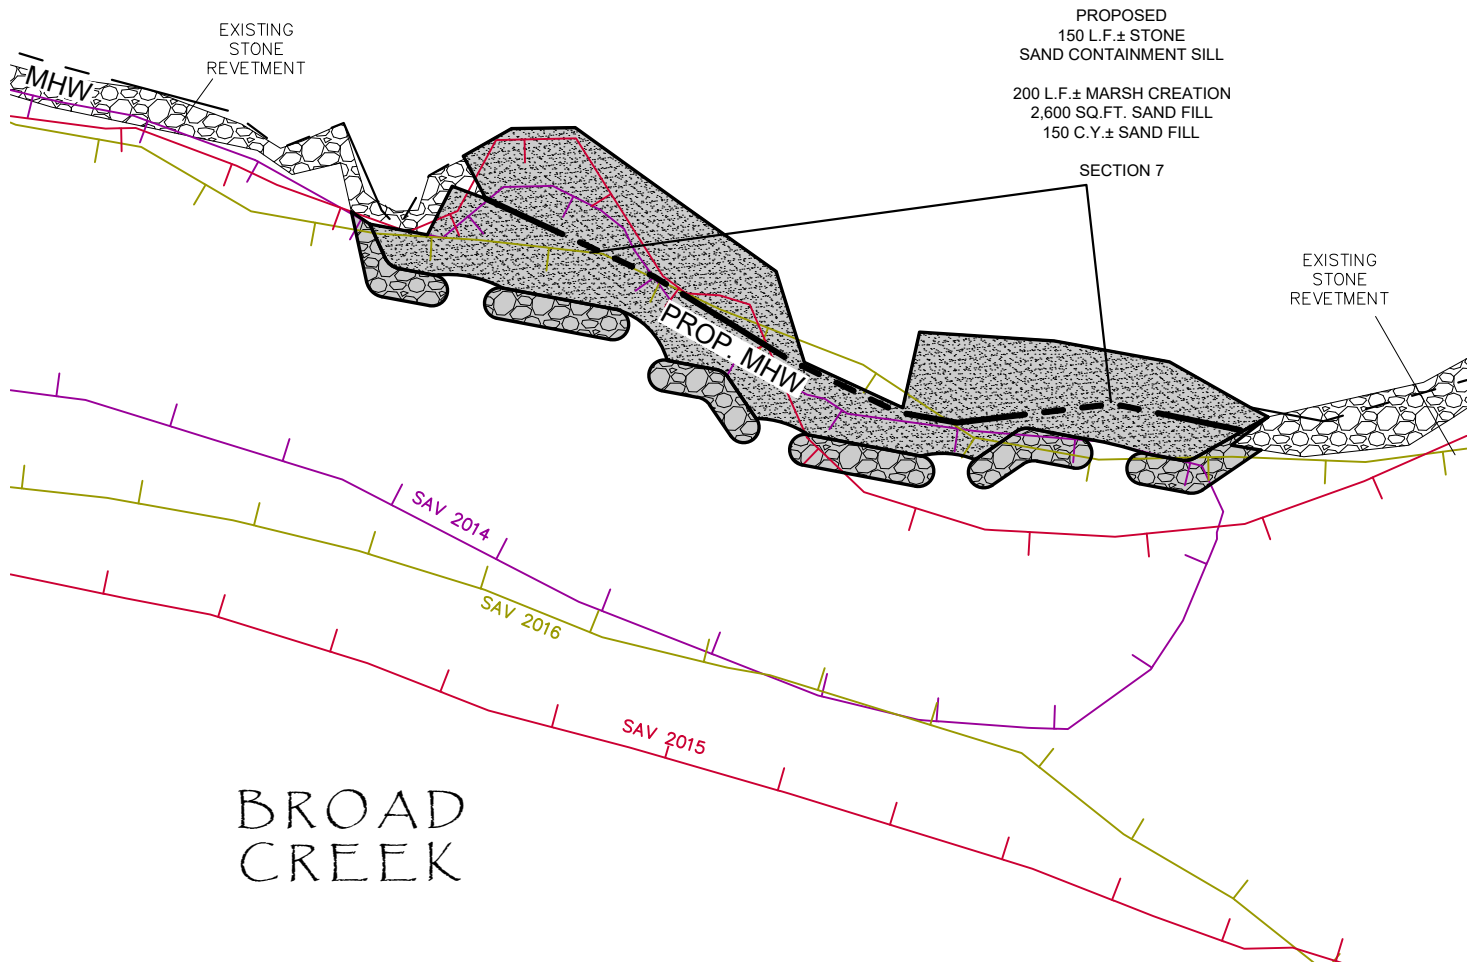 EXISTING
STONE
REVETMENT
MHW
PROPOSED
150 L.F.± STONE
SAND CONTAINMENT SILL
200 L.F.± MARSH CREATION
2,600 SQ.FT. SAND FILL
150 C.Y.± SAND FILL
SECTION 7
EXISTING
STONE
REVETMENT
PROP. MHW
SAV 2014
SAV 2016
SAV 2015
BROAD
CREEK